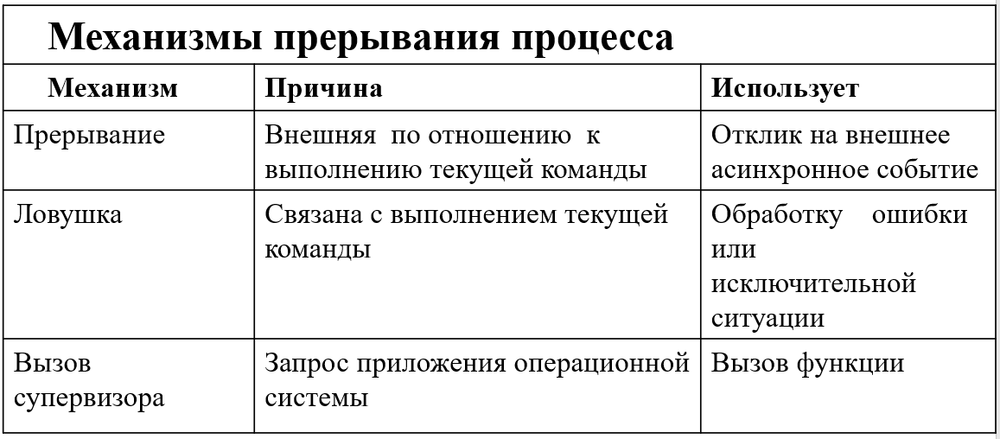 Механизмы прерывания процесса
Механизм
Причина
Использует
Прерывание
Внешняя по отношению к
выполнению текущей команды
Отклик на внешнее
асинхронное событие
Ловушка
Связана с выполнением текущей
команды
Обработку ошибки
или
исключительной
ситуации
Вызов
супервизора
Запрос приложения операционной
системы
Вызов функции